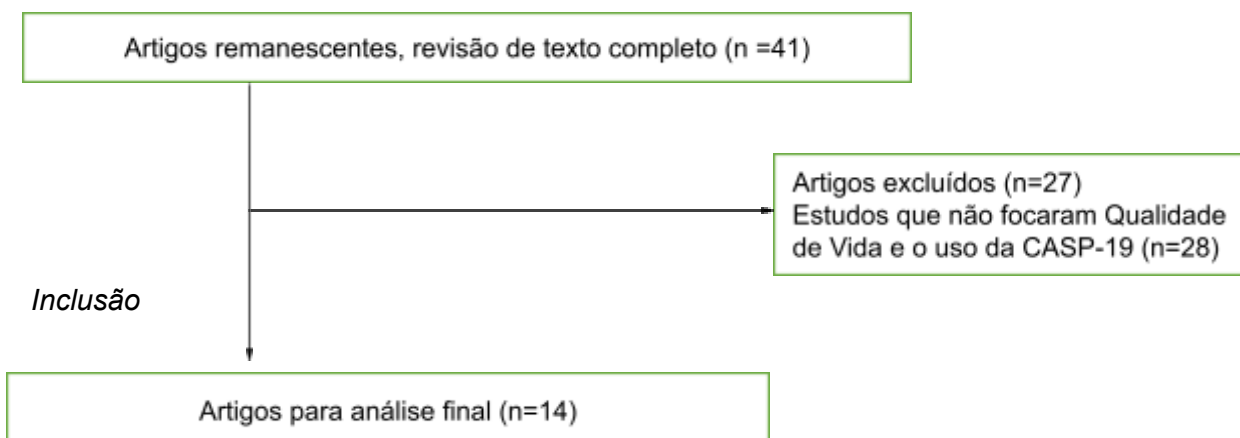 Artigos remanescentes, revisão de texto completo (n =41)
Artigos excluídos (n=27)
Estudos que não focaram Qualidade
de Vida e o uso da CASP-19 (n=28)
Inclusão
Artigos para análise final (n=14)